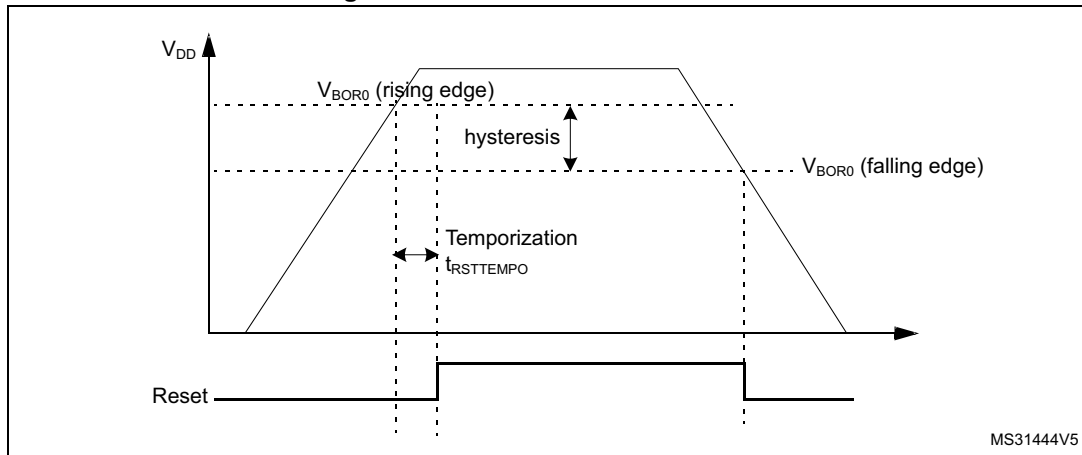 VDD
VBOR0 (rising edge)
hysteresis
VBOR0 (falling edge)
Temporization
tRSTTEMPO
Reset
MS31444V5